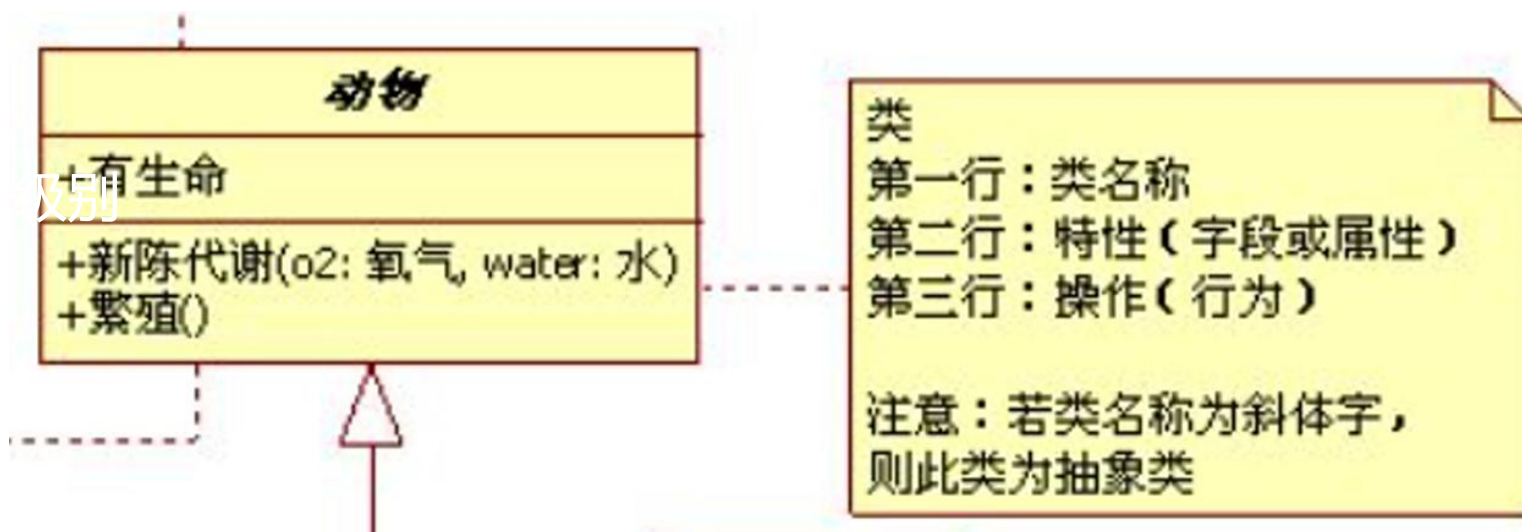 动物
+有生命
级别
+新陈代谢(o2: 氧气, water: 水)
+繁殖()
类
第一行：类名称
第二行：特性（字段或属性）
第三行：操作（行为）
注意：若类名称为斜体字，
则此类为抽象类